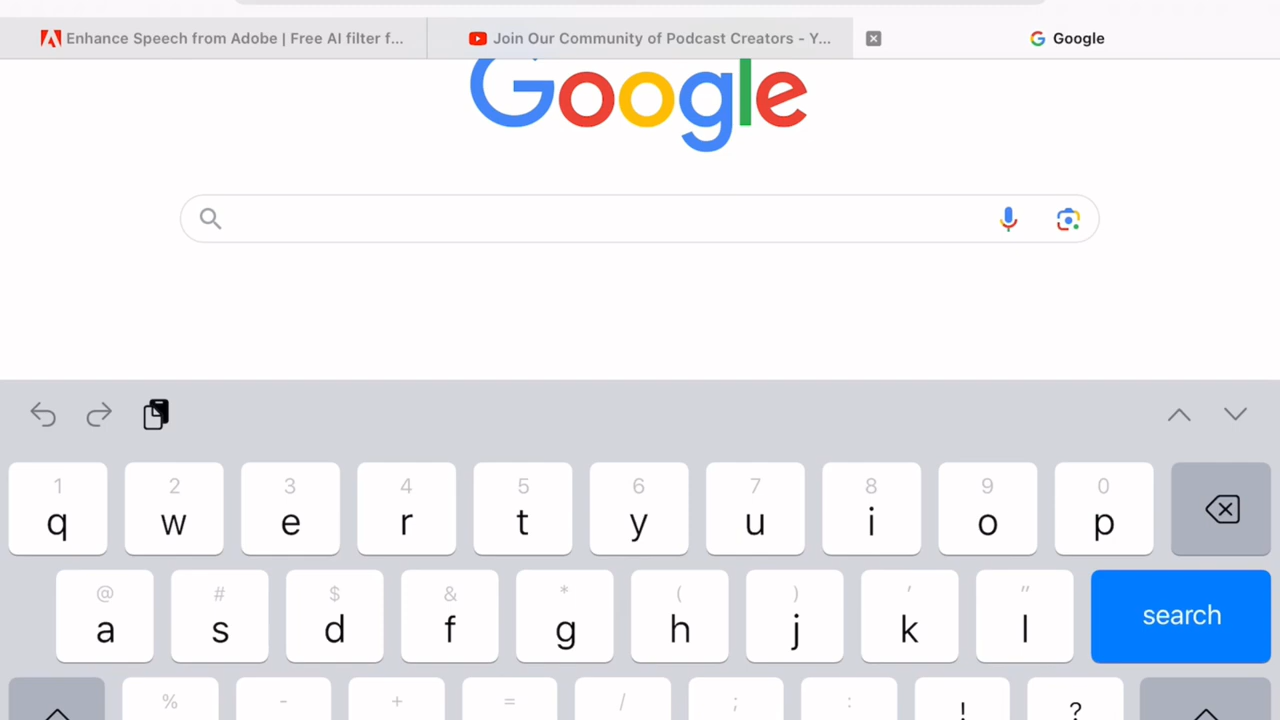 Enhance Speech from Adobe | Free AI filter f... Join Our Community of Podcast Creators - Y... Google
Google
1 2 3 4 5 6 7 8 9 0
q w e r t y u i o p
@ # $ & * ( ) ' "
a s d f g h j k l search
% - + = / ; : ! ?